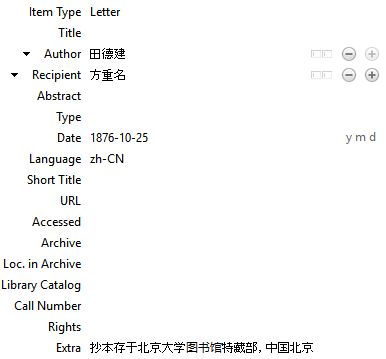 Item Type Letter
Title
Author 田德建
Recipient 方重名
Abstract
Type
Date 1876-10-25 y m d
Language zh-CN
Short Title
URL
Accessed
Archive
Loc. in Archive
Library Catalog
Call Number
Rights
Extra 抄本存于北京大学图书馆特藏部, 中国北京